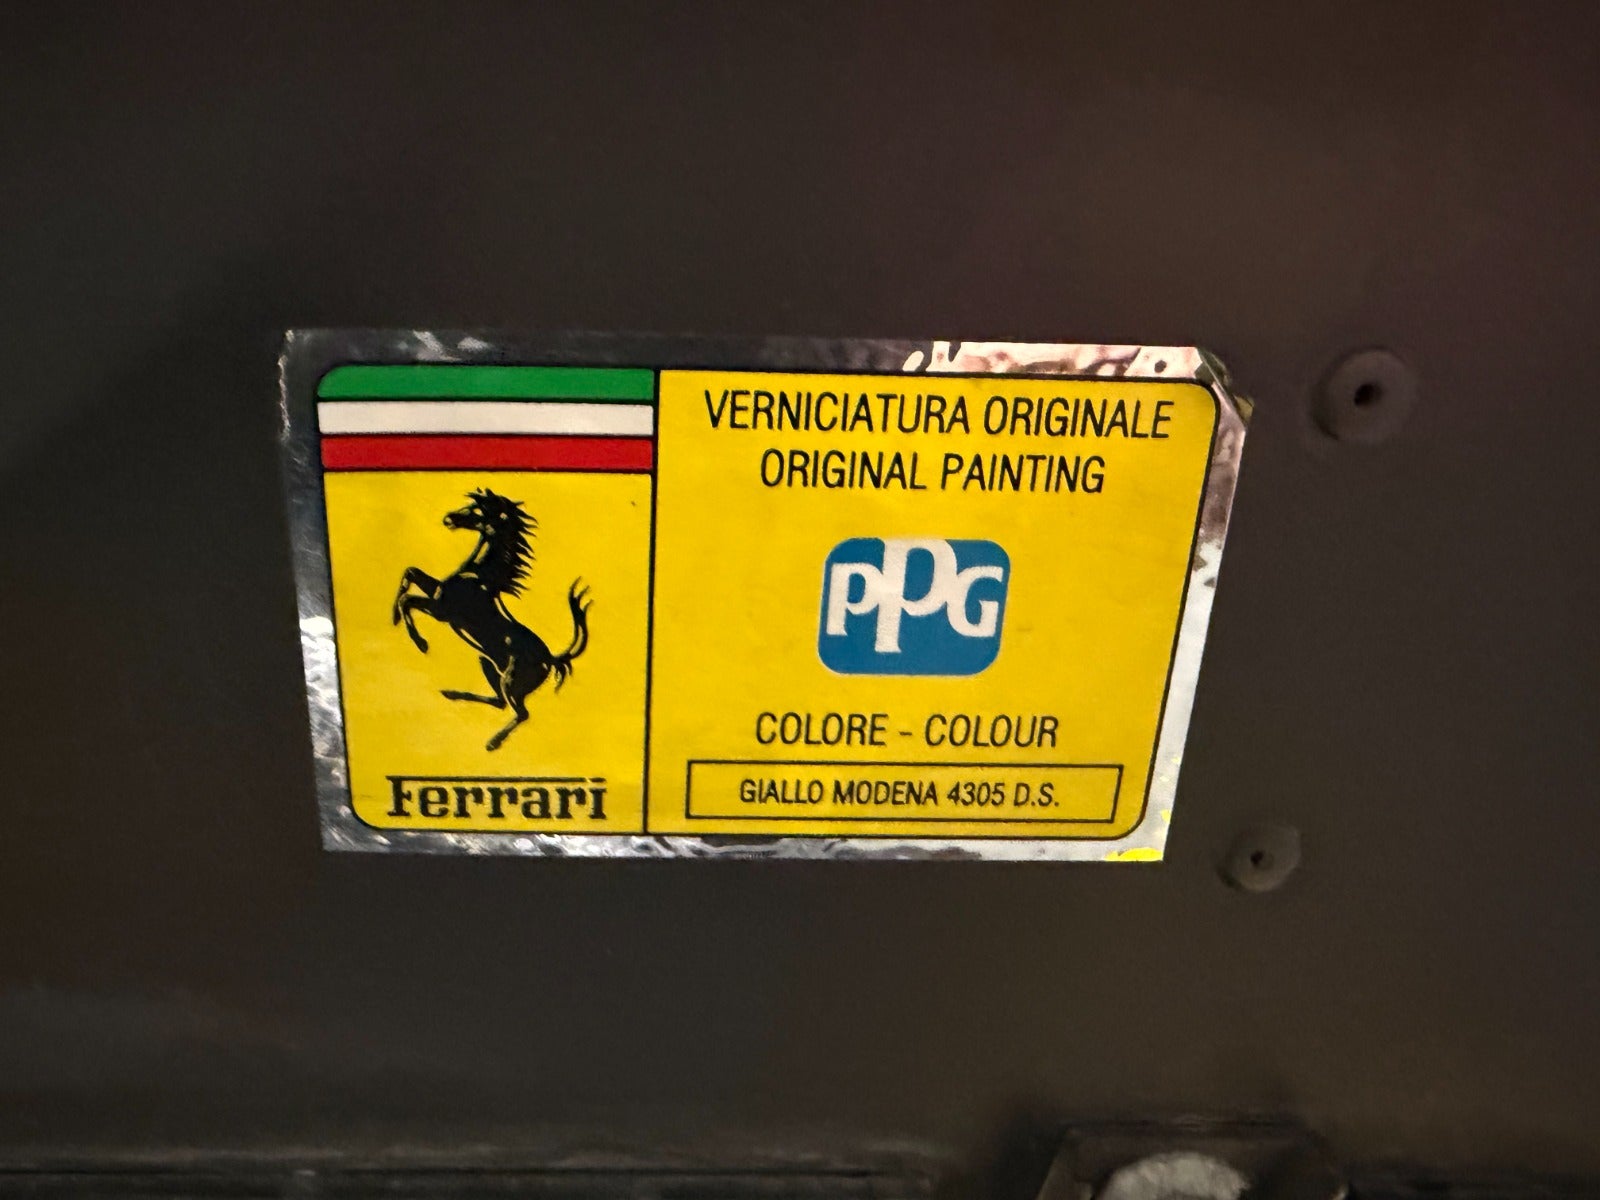 VERNICIATURA ORIGINALE
ORIGINAL PAINTING
PPG
COLORE - COLOUR
GIALLO MODENA 4305 D.S.
Ferrari